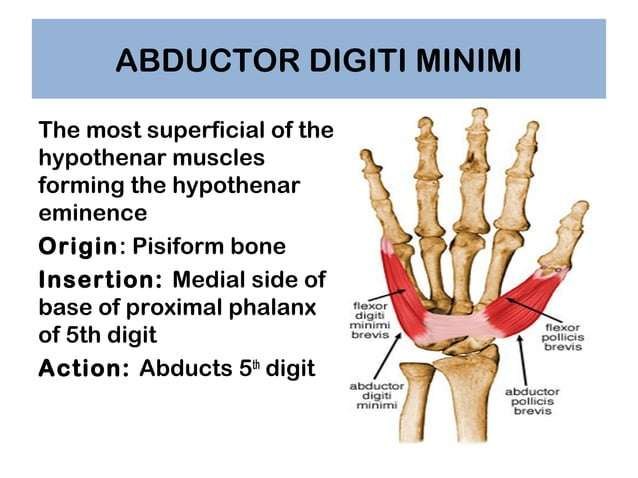 ABDUCTOR DIGITI MINIMI
The most superficial of the
hypothenar muscles
forming the hypothenar
eminence
Origin: Pisiform bone
Insertion: Medial side of
base of proximal phalanx
of 5th digit
Action: Abducts 5th digit
flexor
digiti
minimi
brevis
flexor
pollicis
brevis
abductor
digiti
minimi
abductor
pollicis
brevis